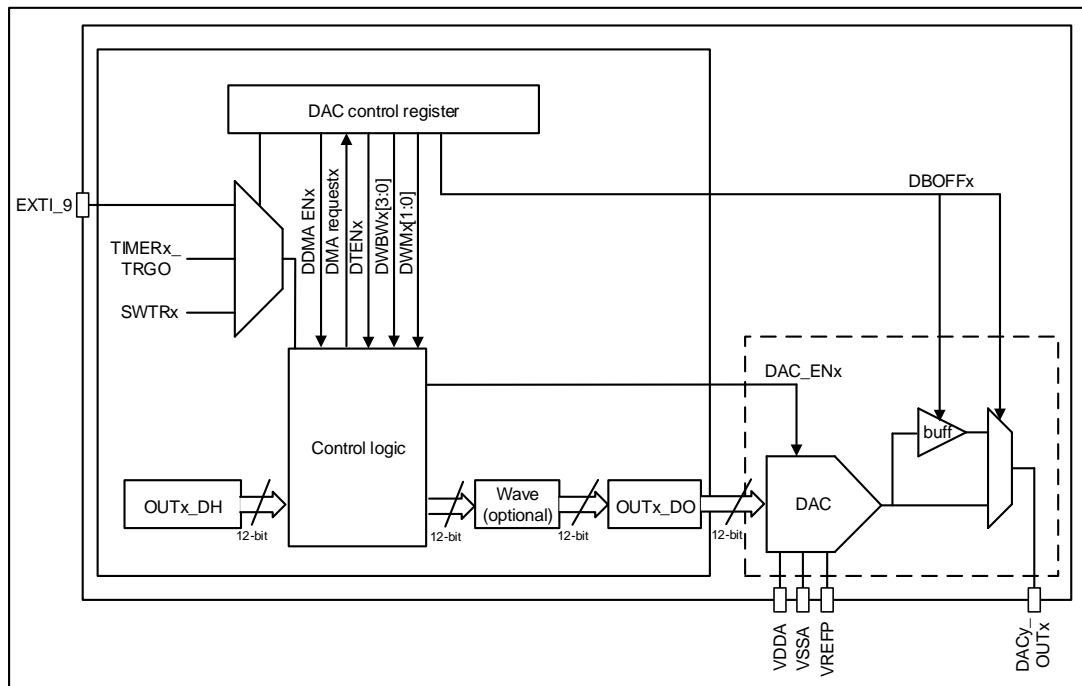 DAC control register
EXTI_9
TIMERx_
TRGO
SWTRx
DDMA ENx
DMA requestx
DTENx
DWBWx[3:0]
DWMx[1:0]
DBOFFx
DAC_ENx
Control logic
buff
OUTx_DH
12-bit
12-bit
Wave
(optional)
12-bit
OUTx_DO
12-bit
DAC
VDDA
VSSA
VREFP
DACy_
OUTx